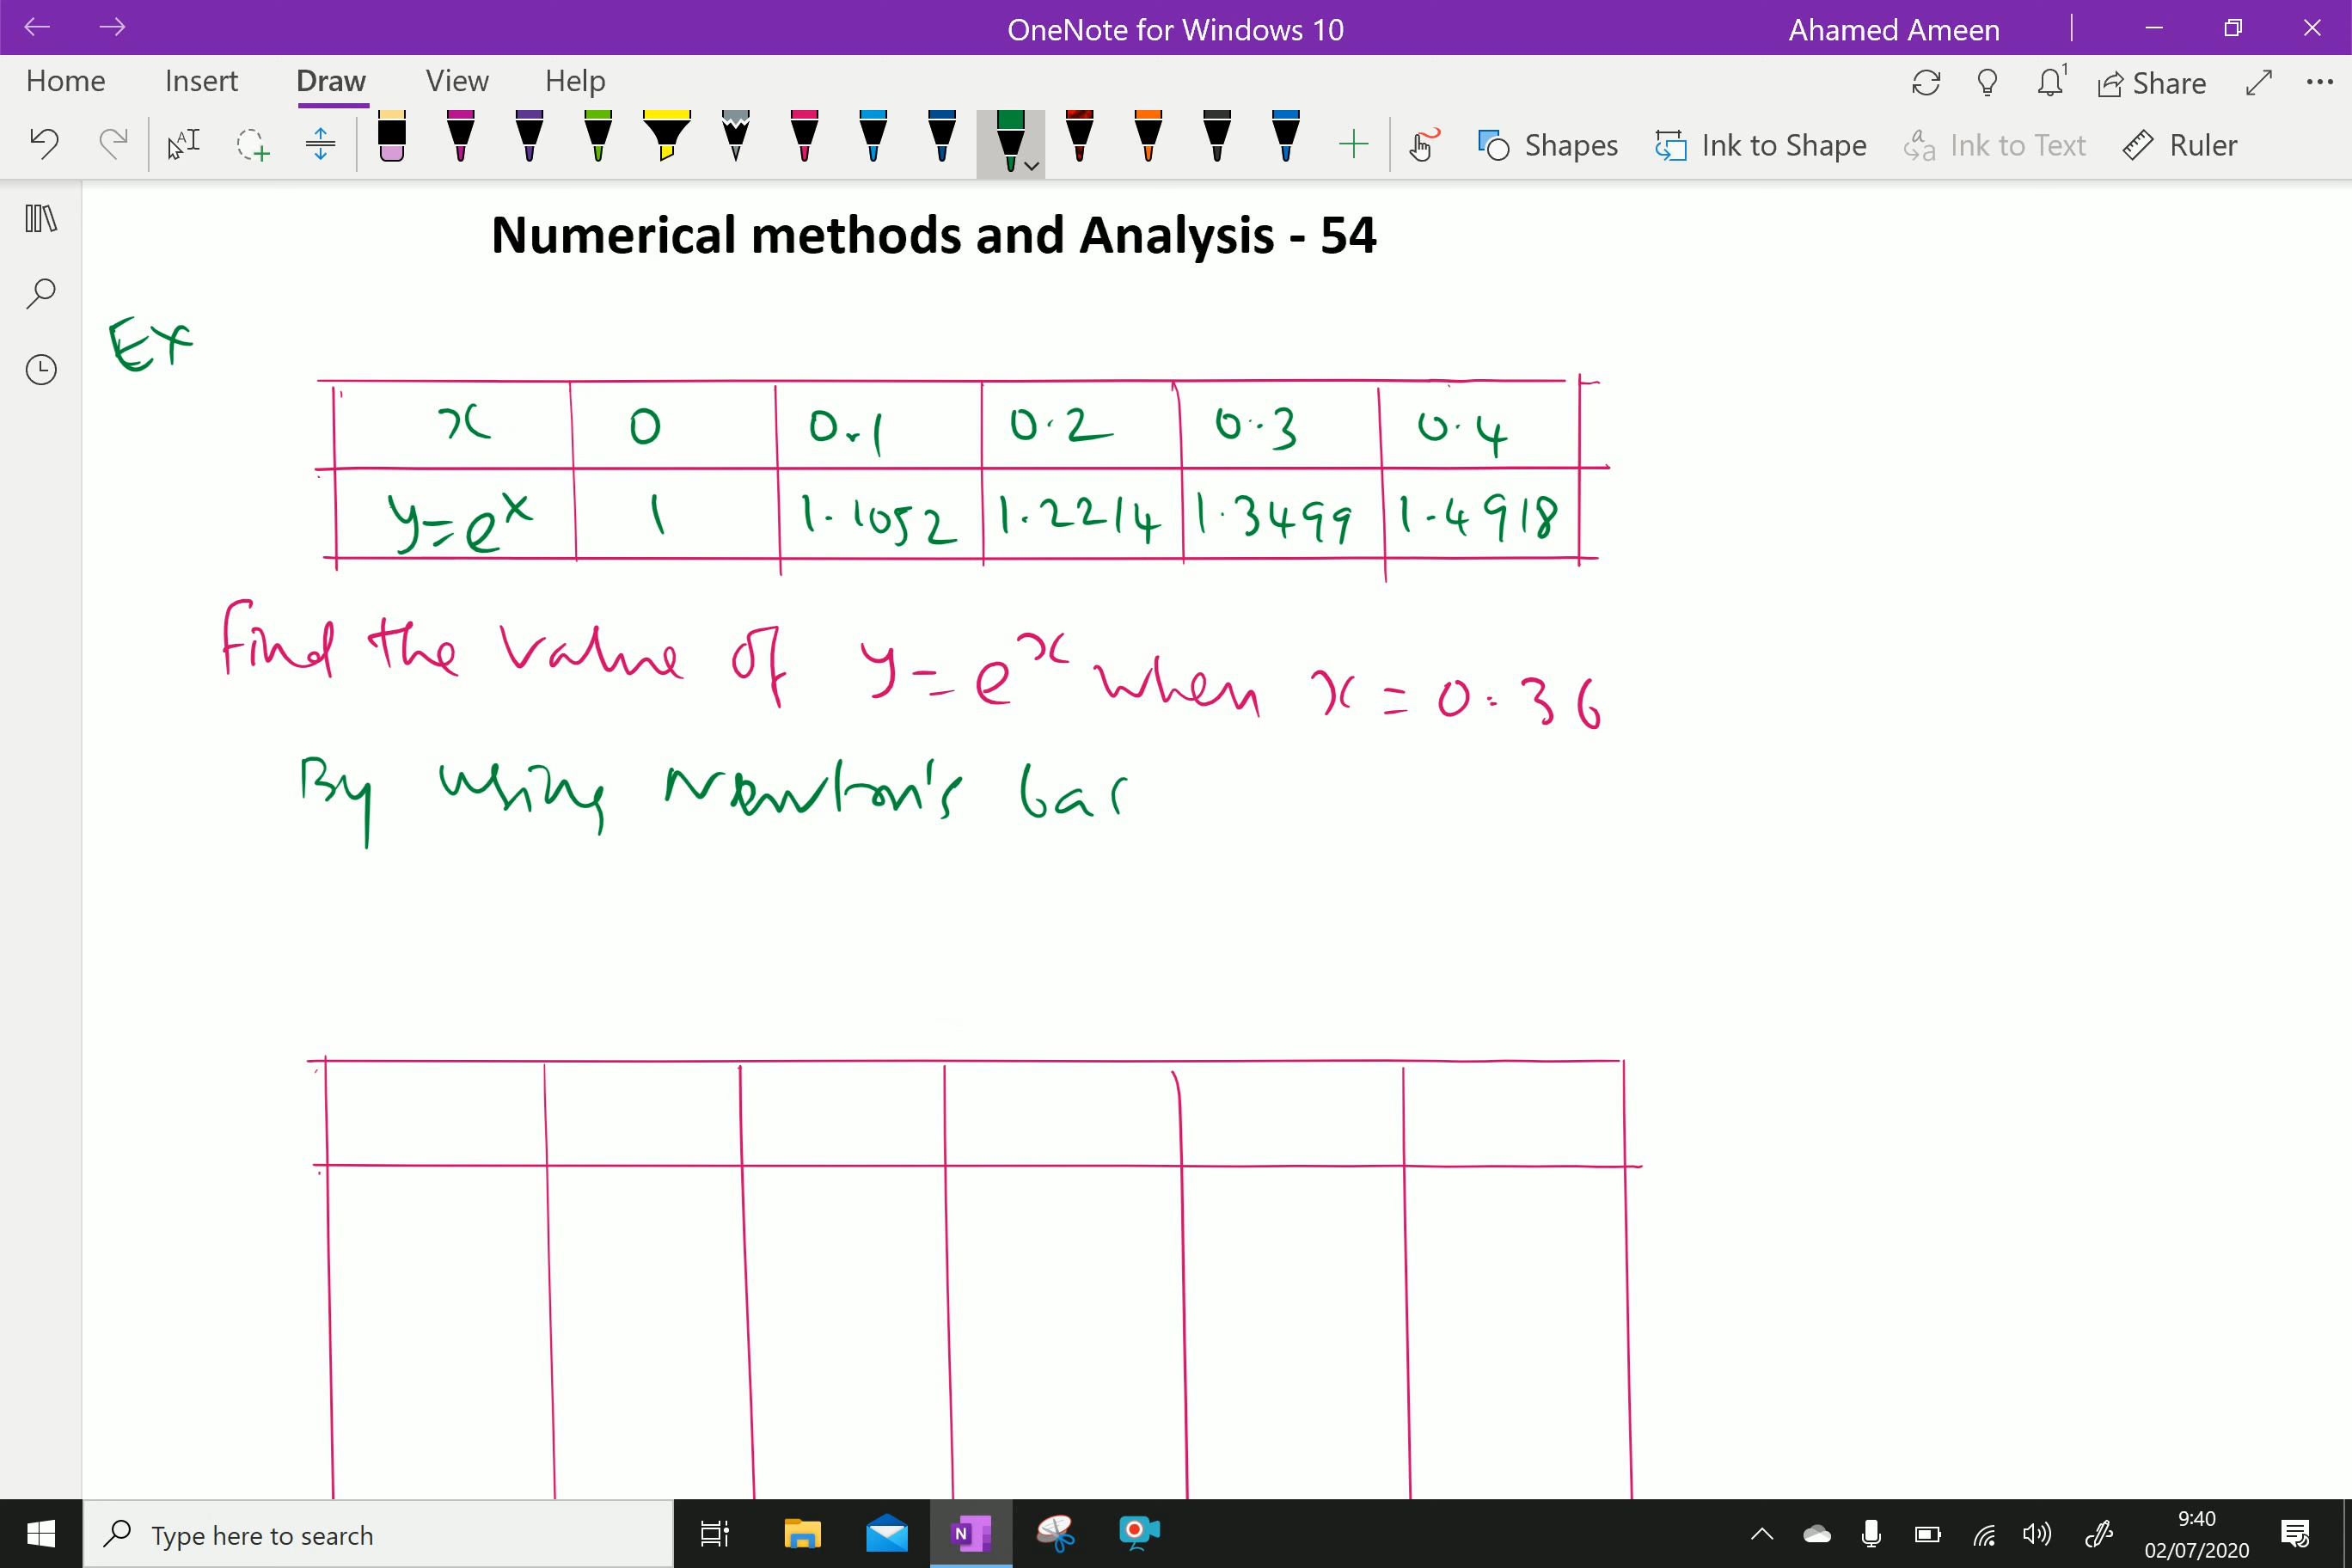 OneNote for Windows 10 Ahamed Ameen
Home Insert Draw View Help 1 Share
Shapes Ink to Shape Ink to Text Ruler
Numerical methods and Analysis - 54
Ex
x 0 0.1 0.2 0.3 0.4
y=e^x 1 1.1052 1.2214 1.3499 1.4918
Find the value of y=e^x when x=0.36
By using Newton's bac
Type here to search
9:40
02/07/2020